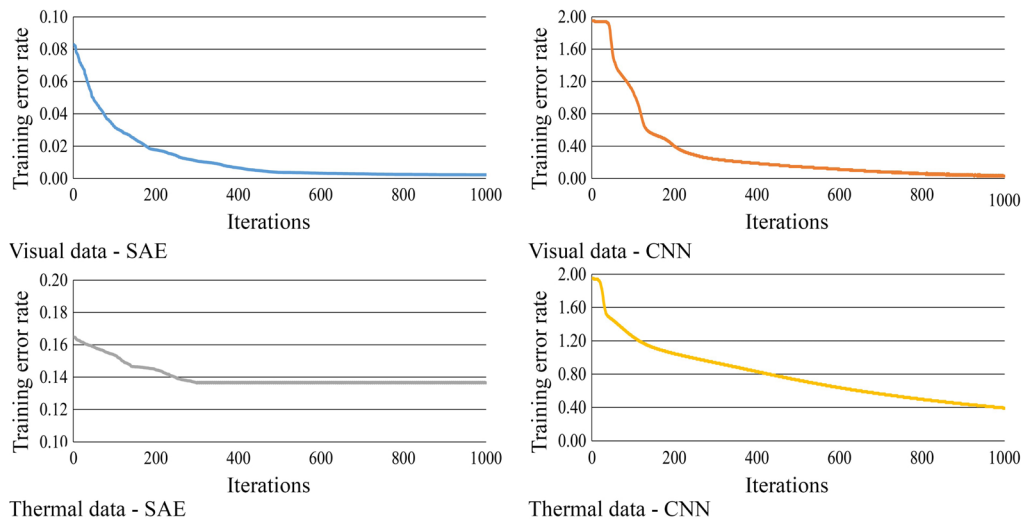 0.10
0.08
0.06
0.04
0.02
0.00
Training error rate
0 200 400 600 800 1000
Iterations
Visual data - SAE
2.00
1.60
1.20
0.80
0.40
0.00
Training error rate
0 200 400 600 800 1000
Iterations
Visual data - CNN
0.20
0.18
0.16
0.14
0.12
0.10
Training error rate
0 200 400 600 800 1000
Iterations
Thermal data - SAE
2.00
1.60
1.20
0.80
0.40
0.00
Training error rate
0 200 400 600 800 1000
Iterations
Thermal data - CNN